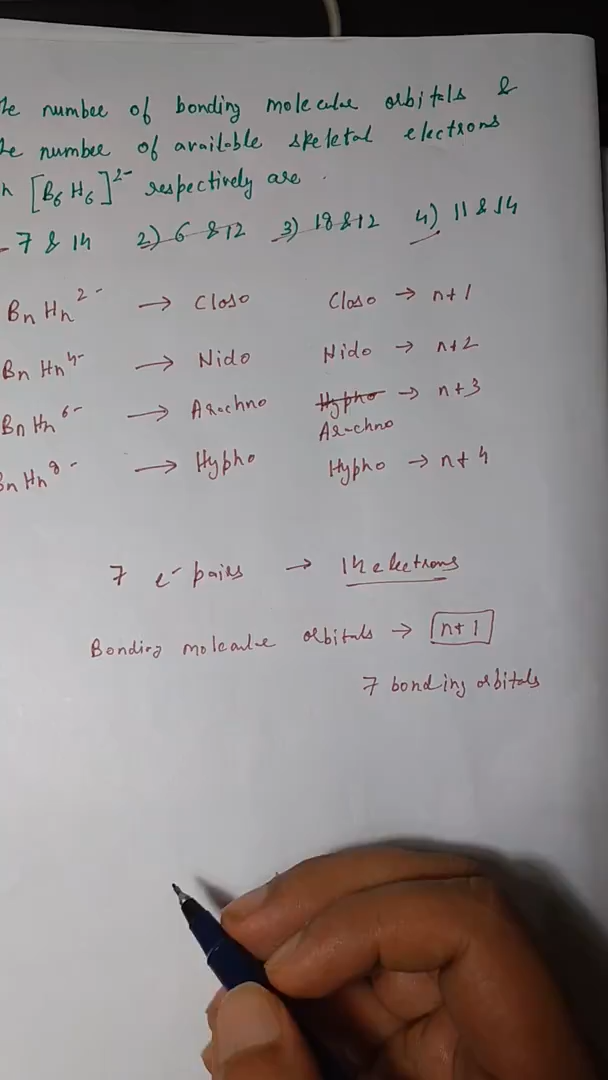 he number of bonding molecular orbitals &
he number of available skeletal electrons
n [B6 H6]2- respectively are .
7 & 14 2) 6 & 12 3) 18 & 12 4) 11 & 14
Bn Hn 2- → Closo Closo → n+1
Bn Hn 4- → Nido Nido → n+2
Bn Hn 6- → Arachno Hypho → n+3
Arachno
Bn Hn 8- → Hypho Hypho → n+4
7 e- pairs → 14 electrons
Bonding molecular orbitals → n+1
7 bonding orbitals